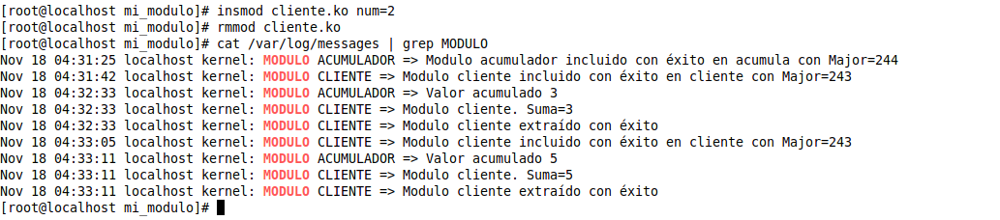 [root@localhost mi_modulo]# insmod cliente.ko num=2
[root@localhost mi_modulo]# rmmod cliente.ko
[root@localhost mi_modulo]# cat /var/log/messages | grep MODULO
Nov 18 04:31:25 localhost kernel: MODULO ACUMULADOR => Modulo acumulador incluido con éxito en acumula con Major=244
Nov 18 04:31:42 localhost kernel: MODULO CLIENTE => Modulo cliente incluido con éxito en cliente con Major=243
Nov 18 04:32:33 localhost kernel: MODULO ACUMULADOR => Valor acumulado 3
Nov 18 04:32:33 localhost kernel: MODULO CLIENTE => Modulo cliente. Suma=3
Nov 18 04:32:33 localhost kernel: MODULO CLIENTE => Modulo cliente extraído con éxito
Nov 18 04:33:05 localhost kernel: MODULO CLIENTE => Modulo cliente incluido con éxito en cliente con Major=243
Nov 18 04:33:11 localhost kernel: MODULO ACUMULADOR => Valor acumulado 5
Nov 18 04:33:11 localhost kernel: MODULO CLIENTE => Modulo cliente. Suma=5
Nov 18 04:33:11 localhost kernel: MODULO CLIENTE => Modulo cliente extraído con éxito
[root@localhost mi_modulo]#